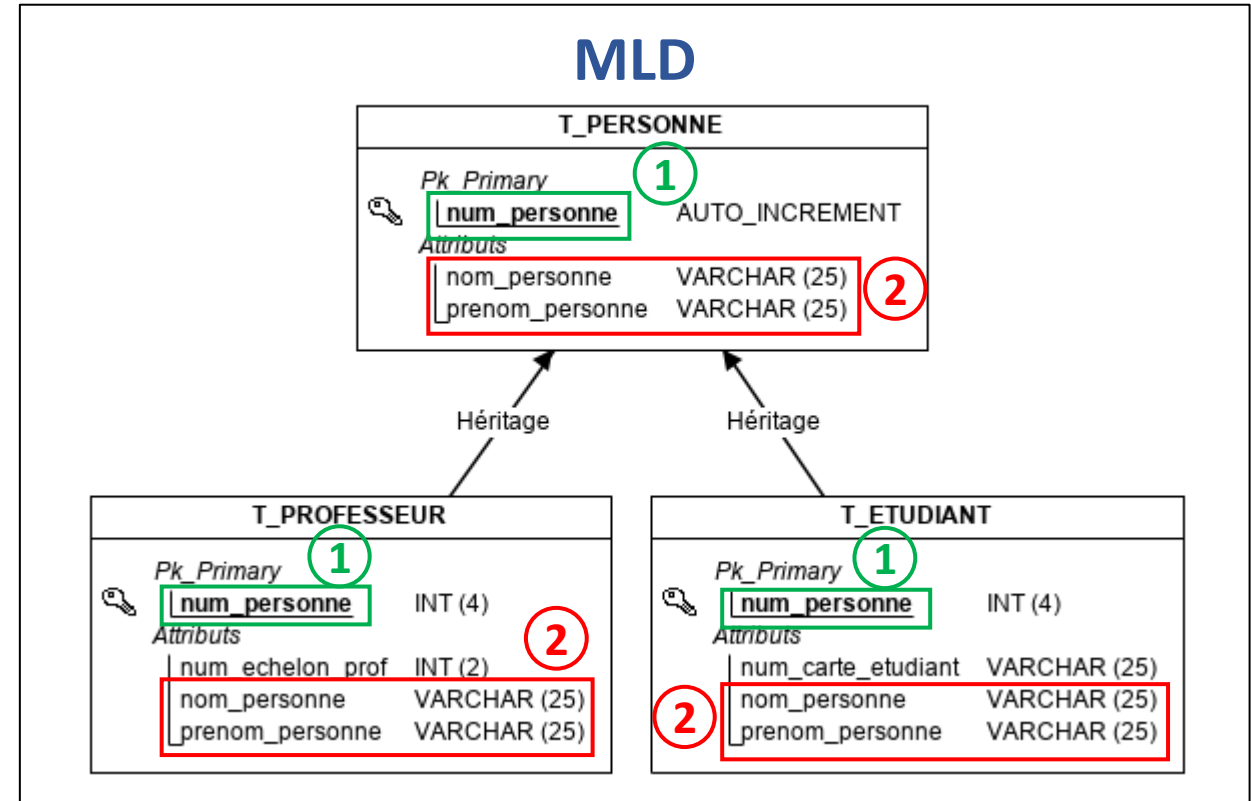 MLD
T_PERSONNE
Pk_Primary
1
num_personne AUTO_INCREMENT
Attributs
nom_personne VARCHAR (25)
prenom_personne VARCHAR (25)
2
Héritage Héritage
T_PROFESSEUR
Pk_Primary
1
num_personne INT (4)
Attributs
2
num_echelon_prof INT (2)
nom_personne VARCHAR (25)
prenom_personne VARCHAR (25)
T_ETUDIANT
Pk_Primary
1
num_personne INT (4)
Attributs
num_carte_etudiant VARCHAR (25)
2
nom_personne VARCHAR (25)
prenom_personne VARCHAR (25)